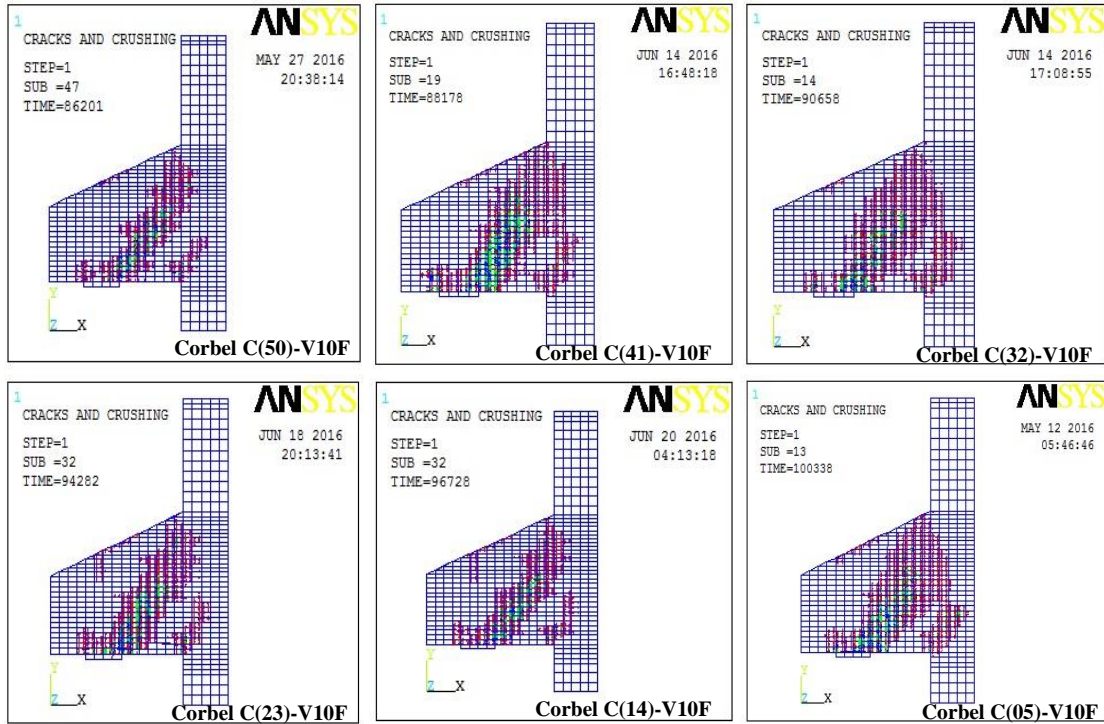 1
ANSYS
CRACKS AND CRUSHING
MAY 27 2016
20:38:14
STEP=1
SUB =47
TIME=86201
Y
Z X
Corbel C(50)-V10F
1
ANSYS
CRACKS AND CRUSHING
JUN 14 2016
16:48:18
STEP=1
SUB =19
TIME=88178
Y
Z X
Corbel C(41)-V10F
1
ANSYS
CRACKS AND CRUSHING
JUN 14 2016
17:08:55
STEP=1
SUB =14
TIME=90658
Y
Z X
Corbel C(32)-V10F
1
ANSYS
CRACKS AND CRUSHING
JUN 18 2016
20:13:41
STEP=1
SUB =32
TIME=94282
Y
Z X
Corbel C(23)-V10F
1
ANSYS
CRACKS AND CRUSHING
JUN 20 2016
04:13:18
STEP=1
SUB =32
TIME=96728
Y
Z X
Corbel C(14)-V10F
1
ANSYS
CRACKS AND CRUSHING
MAY 12 2016
05:46:46
STEP=1
SUB =13
TIME=100338
Y
Z X
Corbel C(05)-V10F